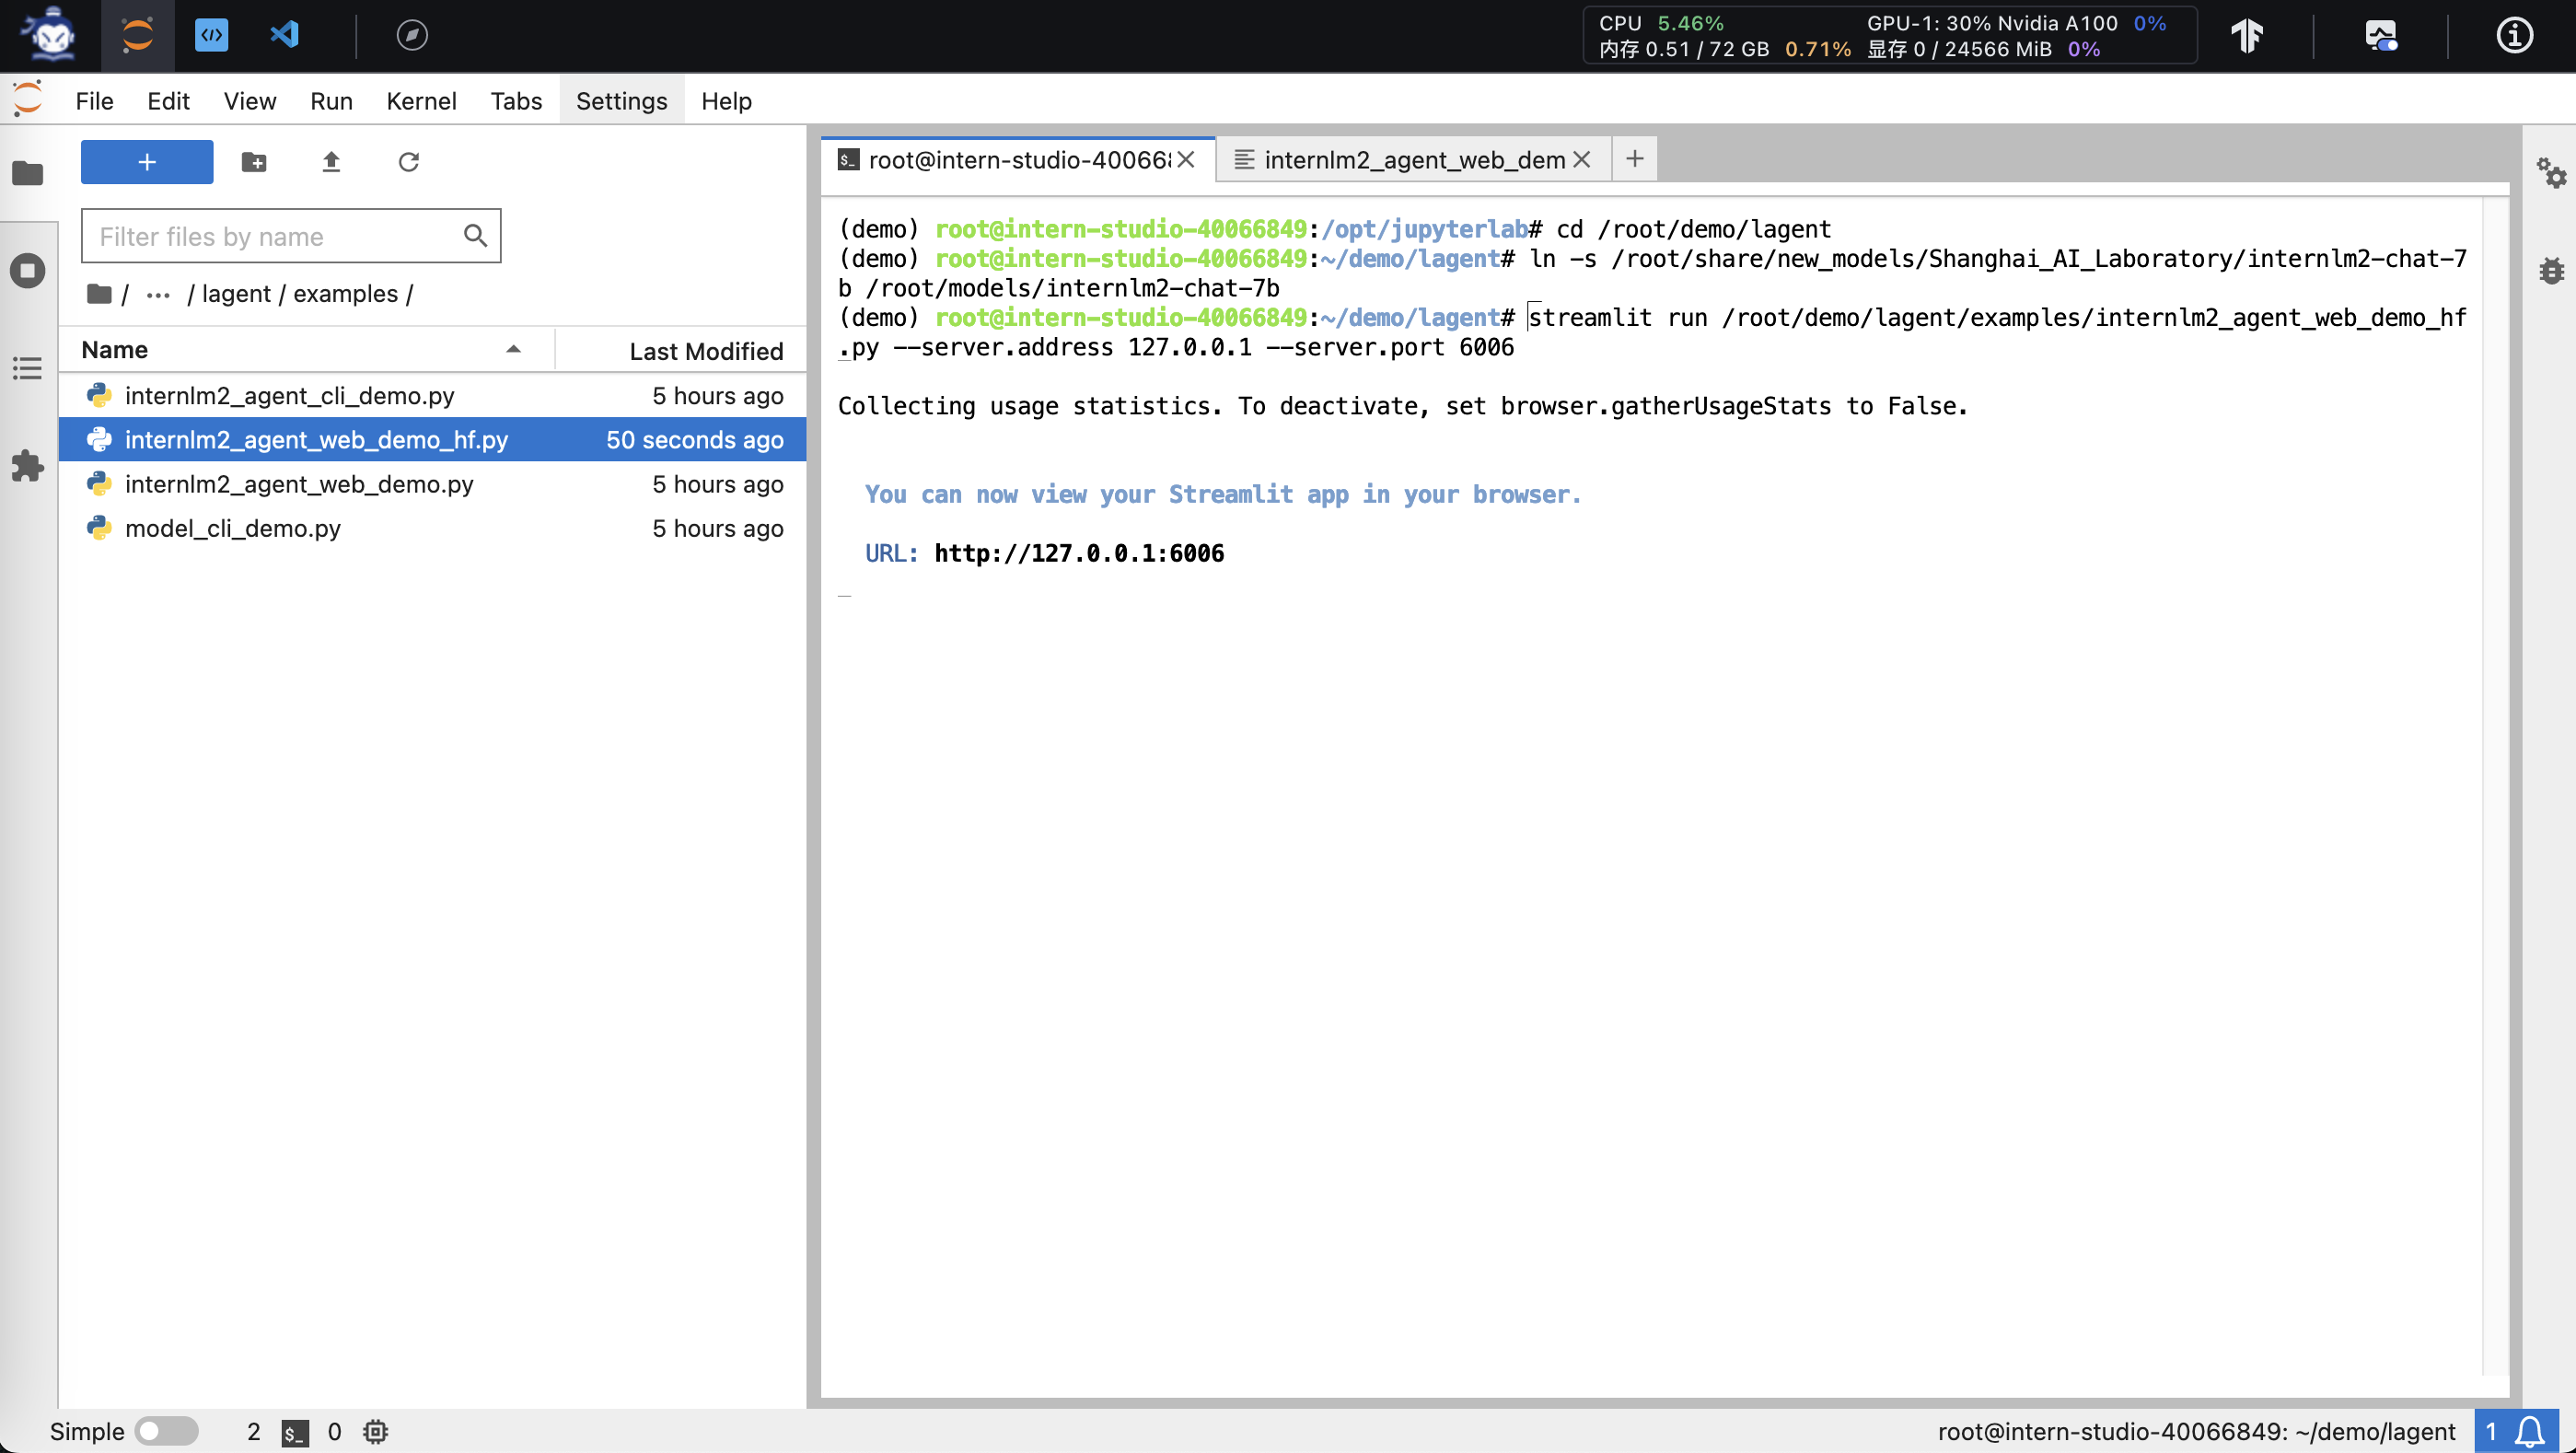 CPU 5.46% GPU-1: 30% Nvidia A100 0%
内存 0.51 / 72 GB 0.71% 显存 0 / 24566 MiB 0%
File Edit View Run Kernel Tabs Settings Help
root@intern-studio-40066
internlm2_agent_web_dem
Filter files by name
/ ... / lagent / examples /
Name Last Modified
internlm2_agent_cli_demo.py 5 hours ago
internlm2_agent_web_demo_hf.py 50 seconds ago
internlm2_agent_web_demo.py 5 hours ago
model_cli_demo.py 5 hours ago
(demo) root@intern-studio-40066849:/opt/jupyterlab# cd /root/demo/lagent
(demo) root@intern-studio-40066849:~/demo/lagent# ln -s /root/share/new_models/Shanghai_AI_Laboratory/internlm2-chat-7
b /root/models/internlm2-chat-7b
(demo) root@intern-studio-40066849:~/demo/lagent# streamlit run /root/demo/lagent/examples/internlm2_agent_web_demo_hf
.py --server.address 127.0.0.1 --server.port 6006
Collecting usage statistics. To deactivate, set browser.gatherUsageStats to False.
You can now view your Streamlit app in your browser.
URL: http://127.0.0.1:6006
Simple 2 $_ 0
root@intern-studio-40066849: ~/demo/lagent 1